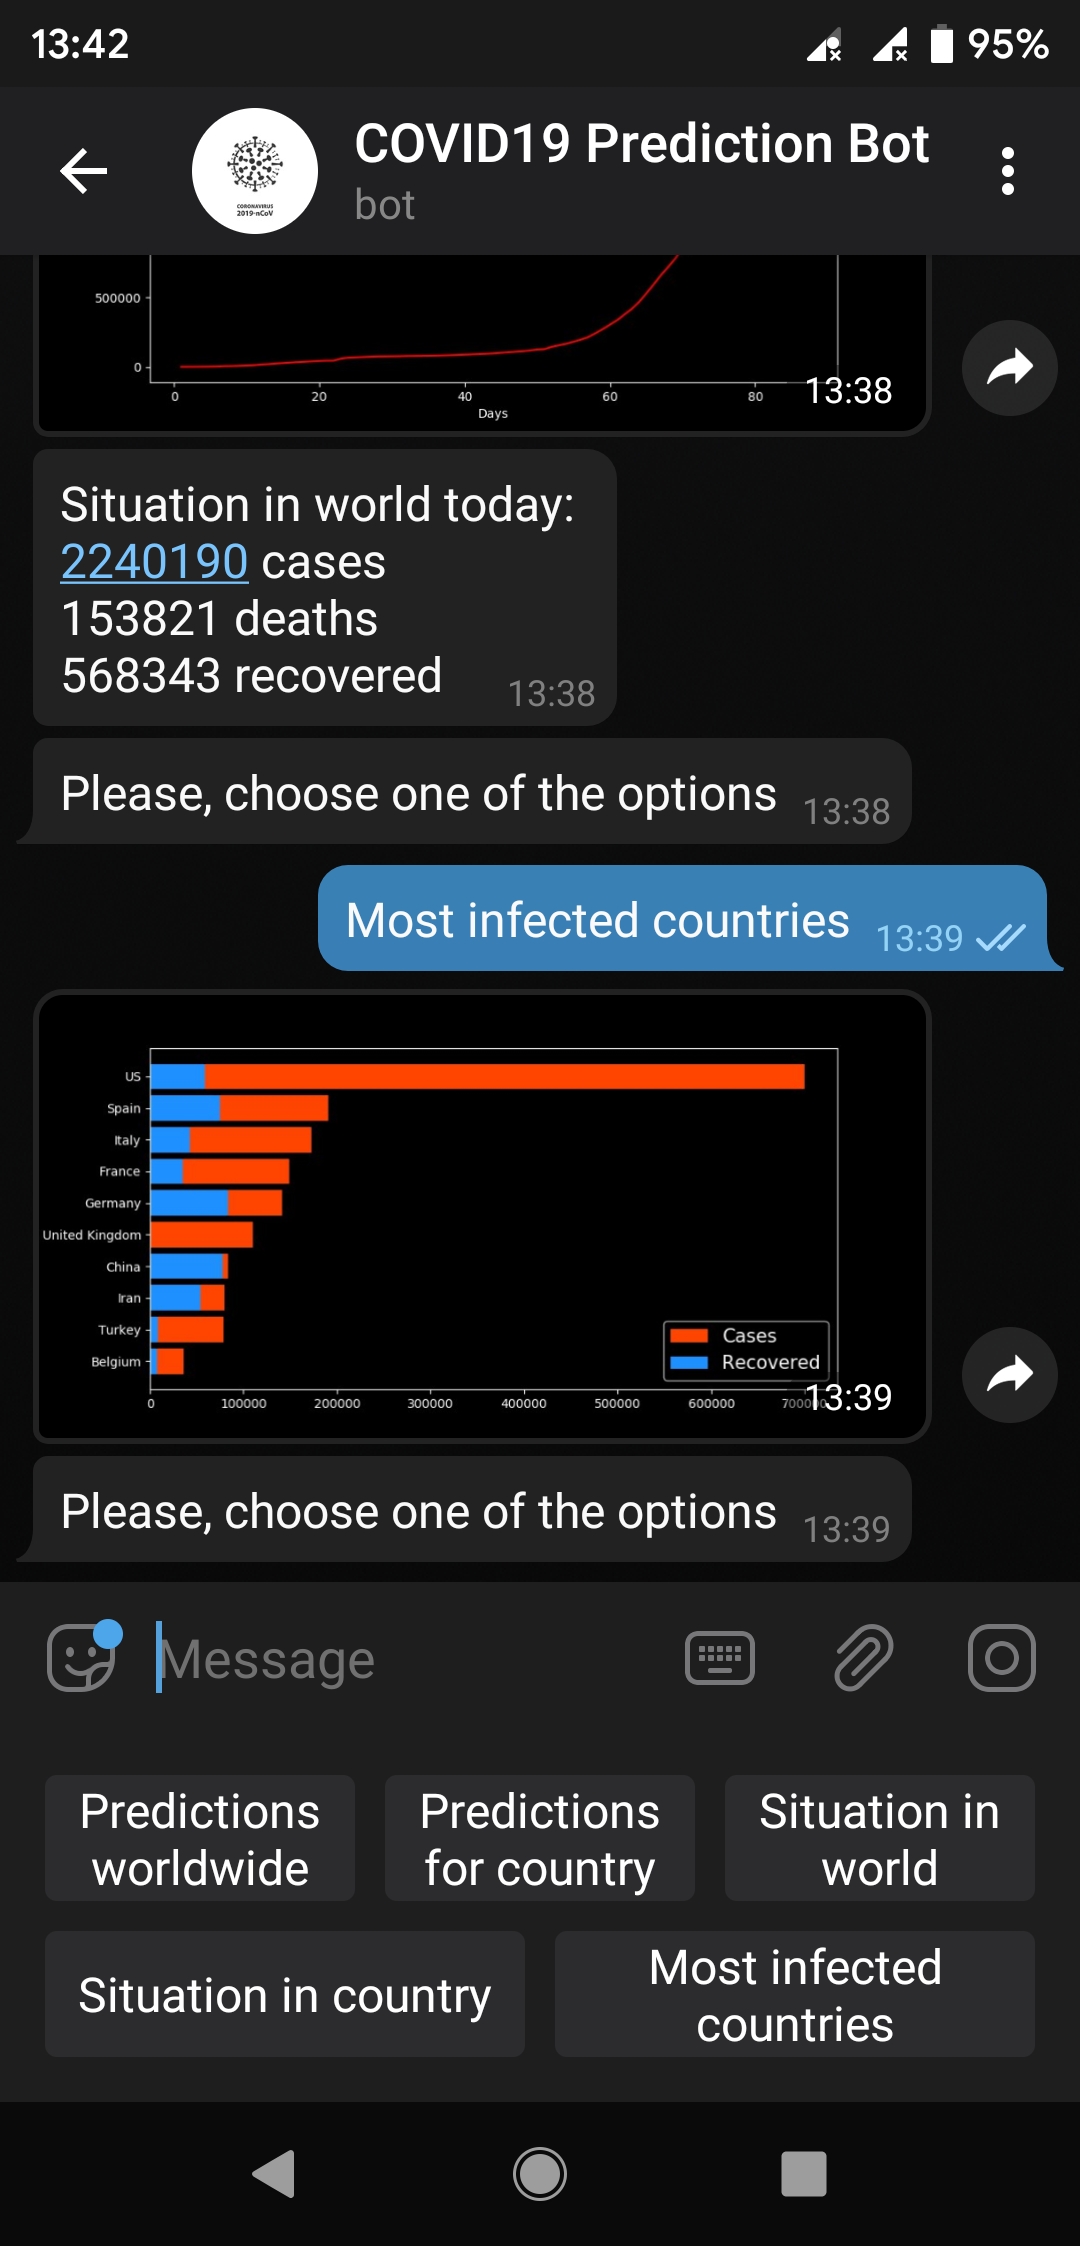 13:42
95%
COVID19 Prediction Bot
bot
CORONAVIRUS
2019-nCoV
500000
0
0 20 40 60 80
Days
13:38
Situation in world today:
2240190 cases
153821 deaths
568343 recovered
13:38
Please, choose one of the options
13:38
Most infected countries
13:39
US
Spain
Italy
France
Germany
United Kingdom
China
Iran
Turkey
Belgium
Cases
Recovered
0 100000 200000 300000 400000 500000 600000 700000
13:39
Please, choose one of the options
13:39
Message
Predictions
worldwide
Predictions
for country
Situation in
world
Situation in country
Most infected
countries